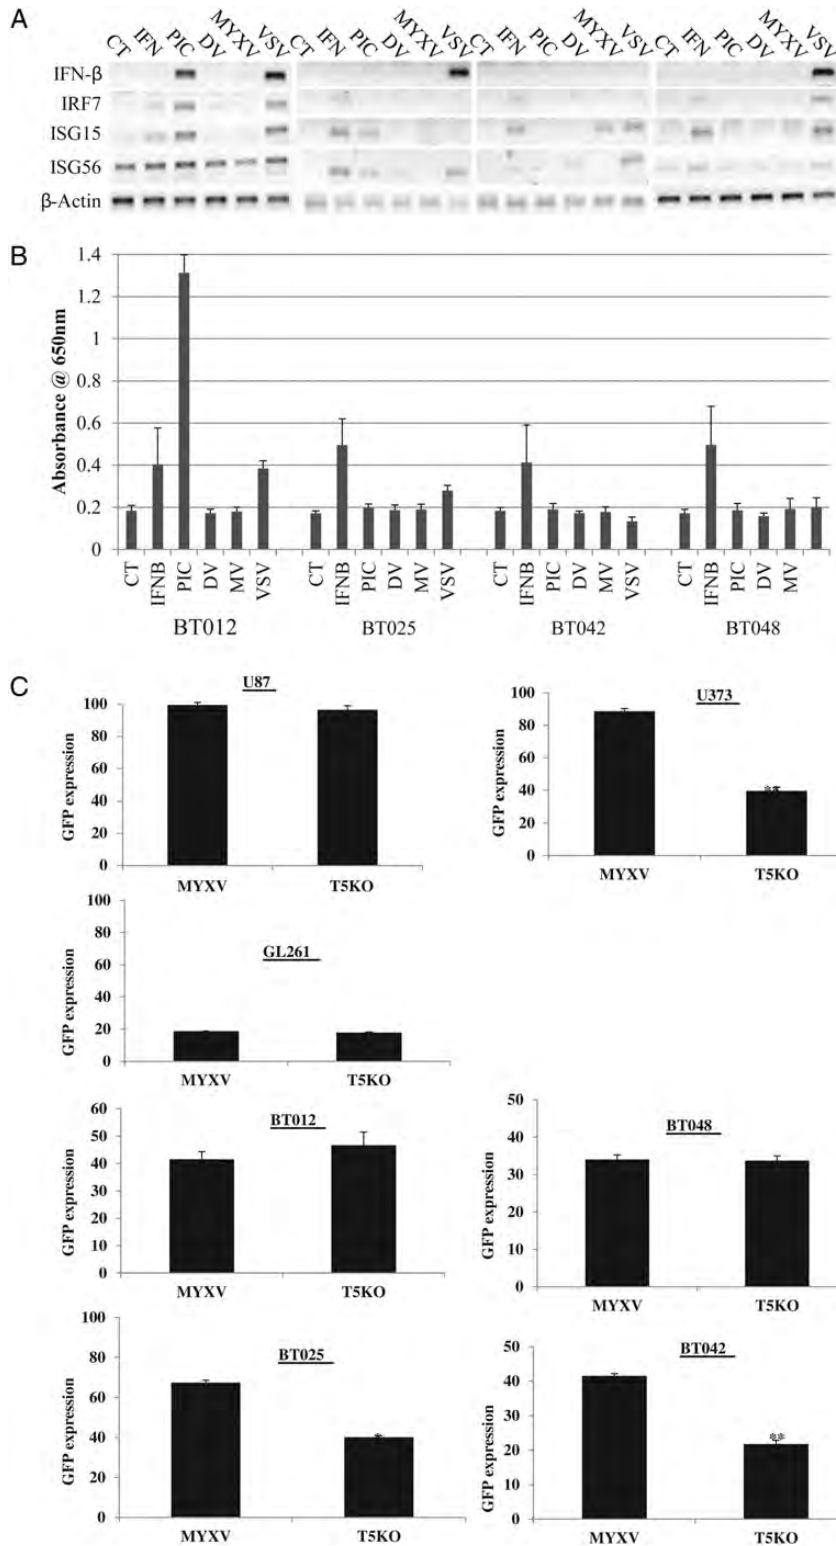 A
CT IFN PIC DV MYXV VSV CT IFN PIC DV MYXV VSV CT IFN PIC DV MYXV VSV CT IFN PIC DV MYXV VSV
IFN-β
IRF7
ISG15
ISG56
β-Actin
B
Absorbance @ 650nm
1.4
1.2
1
0.8
0.6
0.4
0.2
0
CT IFNB PIC DV MV VSV CT IFNB PIC DV MV VSV CT IFNB PIC DV MV VSV CT IFNB PIC DV MV
BT012 BT025 BT042 BT048
C
U87
GFP expression
100
80
60
40
20
0
MYXV T5KO
U373
GFP expression
100
80
60
40
20
0
**
MYXV T5KO
GL261
GFP expression
100
80
60
40
20
0
MYXV T5KO
BT012
GFP expression
60
50
40
30
20
10
0
MYXV T5KO
BT048
GFP expression
50
40
30
20
10
0
MYXV T5KO
BT025
GFP expression
100
80
60
40
20
0
*
MYXV T5KO
BT042
GFP expression
50
40
30
20
10
0
**
MYXV T5KO